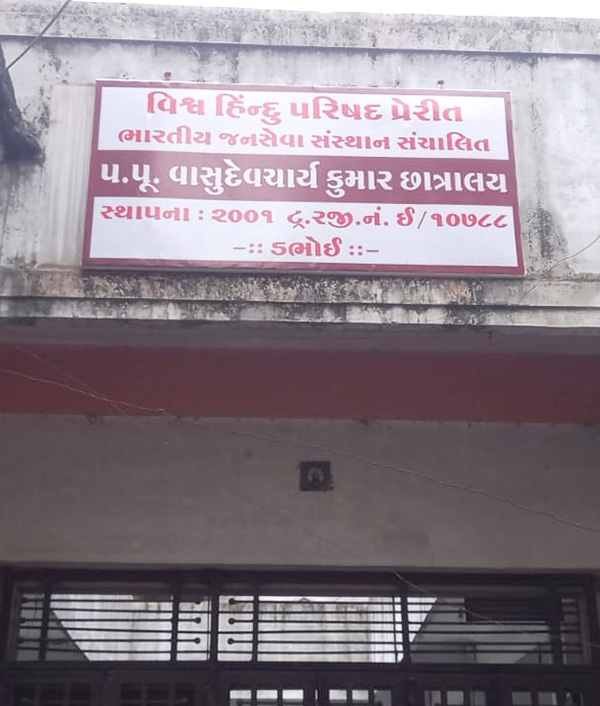 વિશ્વ હિન્દુ પરિષદ પ્રેરીત
ભારતીય જનસેવા સંસ્થાન સંચાલિત
પ.પૂ. વાસુદેવચાર્ય કુમાર છાત્રાલય
સ્થાપના : ૨૦૦૧ ટ્ર.રજી.નં. ઈ/૧૦૭૮૮
-:: ડભોઈ ::-